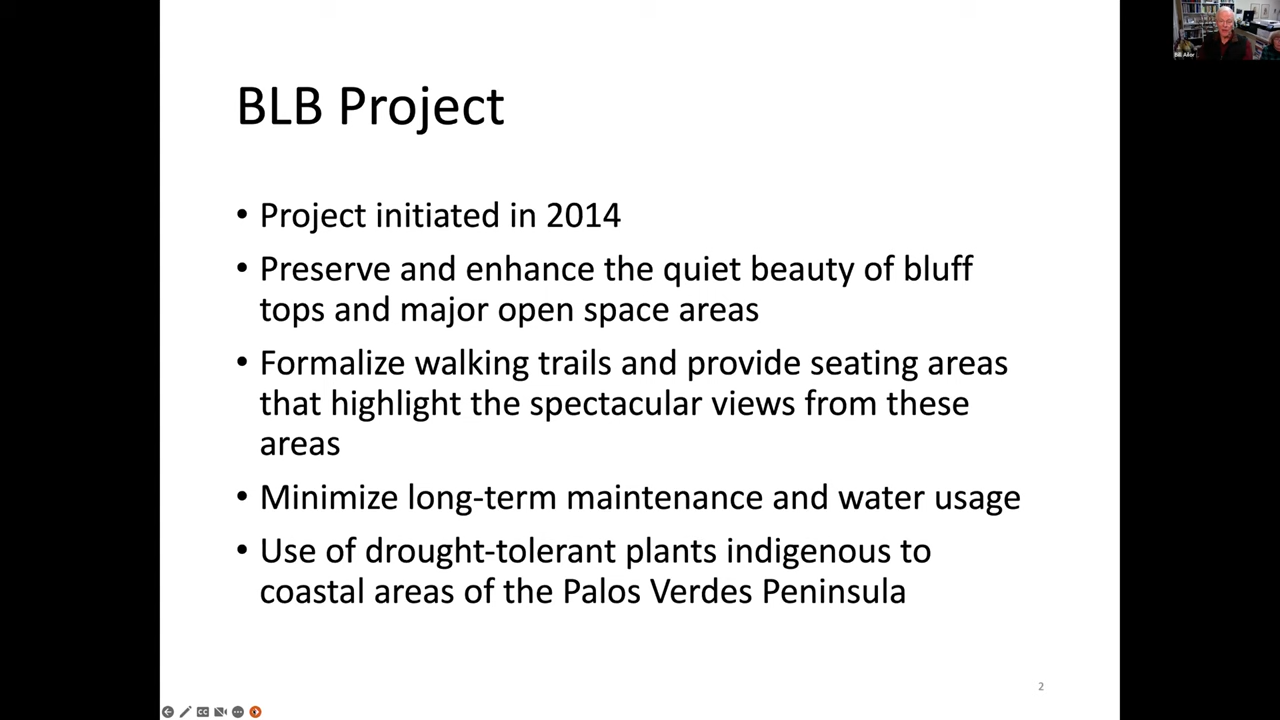 BLB Project
• Project initiated in 2014
• Preserve and enhance the quiet beauty of bluff
tops and major open space areas
• Formalize walking trails and provide seating areas
that highlight the spectacular views from these
areas
• Minimize long-term maintenance and water usage
• Use of drought-tolerant plants indigenous to
coastal areas of the Palos Verdes Peninsula
2
CC